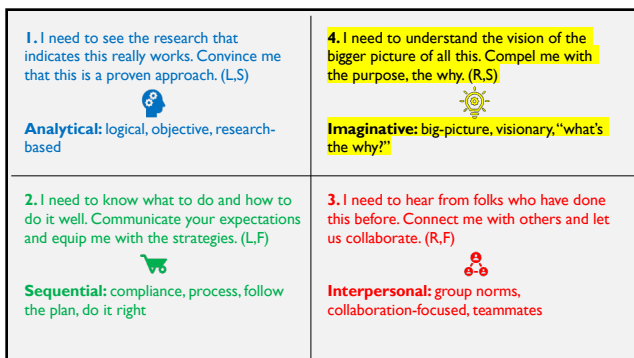 1. I need to see the research that
indicates this really works. Convince me
that this is a proven approach. (L,S)
Analytical: logical, objective, research-
based
4. I need to understand the vision of the
bigger picture of all this. Compel me with
the purpose, the why. (R,S)
Imaginative: big-picture, visionary, “what’s
the why?”
2. I need to know what to do and how to
do it well. Communicate your expectations
and equip me with the strategies. (L,F)
Sequential: compliance, process, follow
the plan, do it right
3. I need to hear from folks who have done
this before. Connect me with others and let
us collaborate. (R,F)
Interpersonal: group norms,
collaboration-focused, teammates